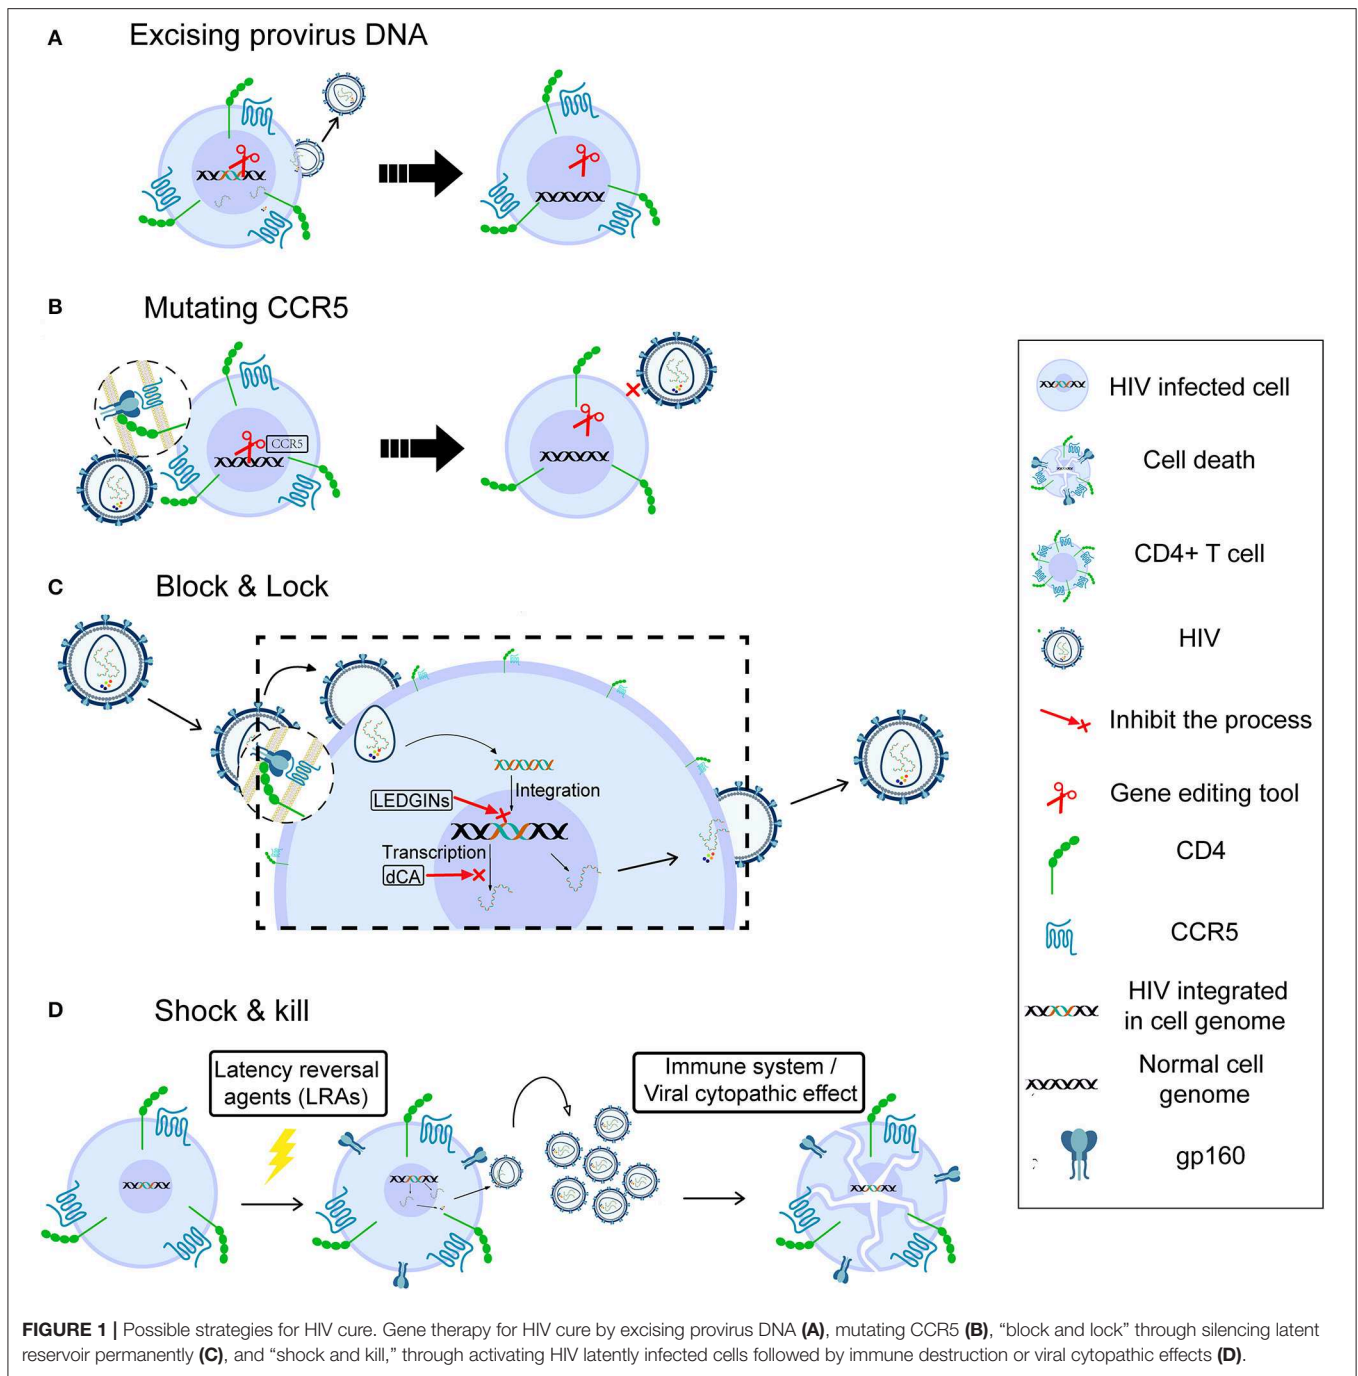 A
Excising provirus DNA
B
Mutating CCR5
CCR5
C
Block & Lock
Integration
LEDGINs
Transcription
dCA
D
Shock & kill
Latency reversal
agents (LRAs)
Immune system /
Viral cytopathic effect
HIV infected cell
Cell death
CD4+ T cell
HIV
Inhibit the process
Gene editing tool
CD4
CCR5
HIV integrated
in cell genome
Normal cell
genome
gp160
FIGURE 1 | Possible strategies for HIV cure. Gene therapy for HIV cure by excising provirus DNA (A), mutating CCR5 (B), “block and lock” through silencing latent
reservoir permanently (C), and “shock and kill,” through activating HIV latently infected cells followed by immune destruction or viral cytopathic effects (D).